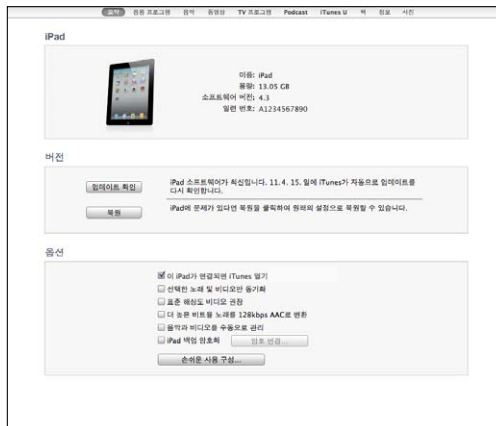 요약 응용 프로그램 음악 동영상 TV 프로그램 Podcast iTunes U 책 정보 사진
iPad
이름: iPad
용량: 13.05 GB
소프트웨어 버전: 4.3
일련 번호: A1234567890
버전
업데이트 확인
iPad 소프트웨어가 최신입니다. 11. 4. 15. 일에 iTunes가 자동으로 업데이트를
다시 확인합니다.
복원
iPad에 문제가 있다면 복원을 클릭하여 원래의 설정으로 복원할 수 있습니다.
옵션
이 iPad가 연결되면 iTunes 열기
선택한 노래 및 비디오만 동기화
표준 해상도 비디오 권장
더 높은 비트율 노래를 128kbps AAC로 변환
음악과 비디오를 수동으로 관리
iPad 백업 암호화
암호 변경...
손쉬운 사용 구성...